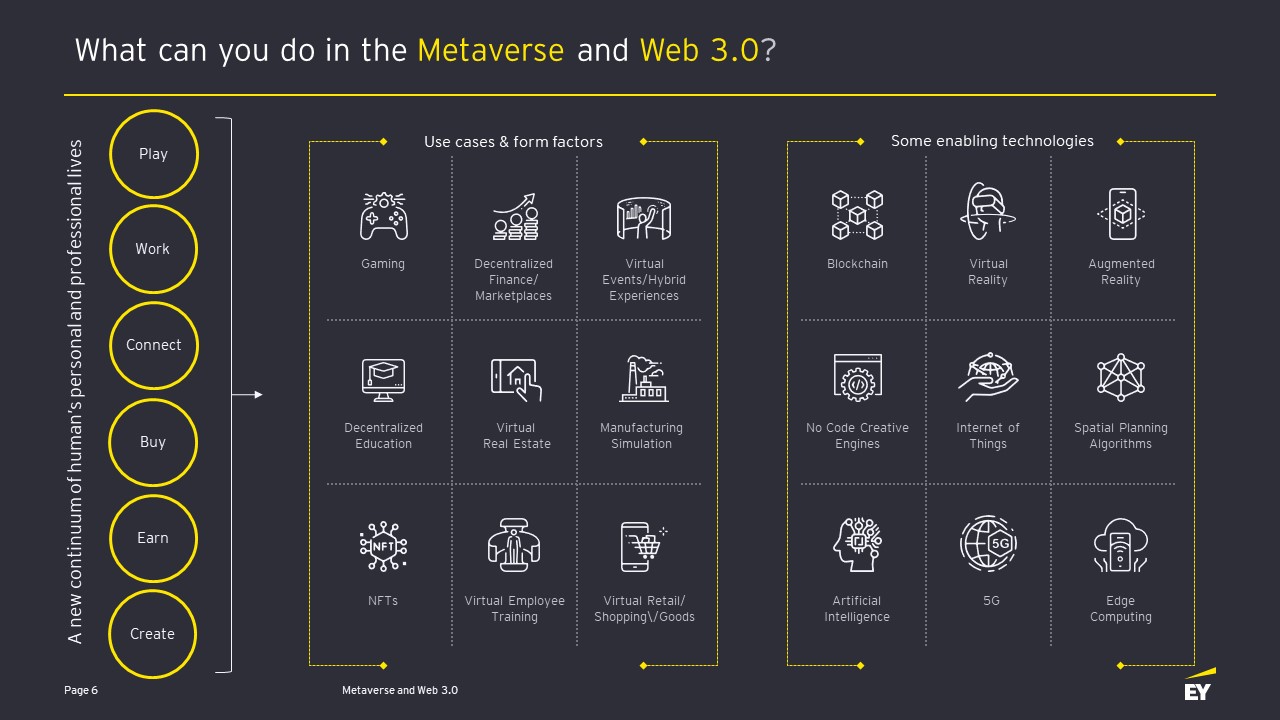 What can you do in the Metaverse and Web 3.0?
A new continuum of human's personal and professional lives
Play
Work
Connect
Buy
Earn
Create
Use cases & form factors
Gaming
Decentralized
Finance/
Marketplaces
Virtual
Events/Hybrid
Experiences
Decentralized
Education
Virtual
Real Estate
Manufacturing
Simulation
NFT
NFTs
Virtual Employee
Training
Virtual Retail/
Shopping\/Goods
Some enabling technologies
Blockchain
Virtual
Reality
Augmented
Reality
No Code Creative
Engines
Internet of
Things
Spatial Planning
Algorithms
Artificial
Intelligence
5G
5G
Edge
Computing
Page 6
Metaverse and Web 3.0
EY